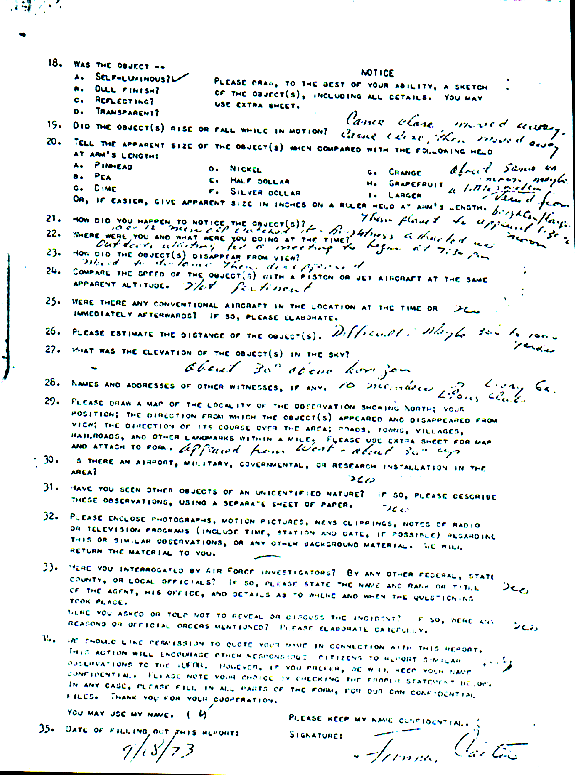 18. WAS THE OBJECT --
A. SELF-LUMINOUS? ✓
B. DULL FINISH?
C. REFLECTING?
D. TRANSPARENT?
NOTICE
PLEASE DRAW, TO THE BEST OF YOUR ABILITY, A SKETCH
OF THE OBJECT(S), INCLUDING ALL DETAILS. YOU MAY
USE EXTRA SHEET.
Came close, moved away-
19. DID THE OBJECT(S) RISE OR FALL WHILE IN MOTION? Came close, then moved away
20. TELL THE APPARENT SIZE OF THE OBJECT(S) WHEN COMPARED WITH THE FOLLOWING HELD
AT ARM'S LENGTH:
A. PINHEAD
B. PEA
C. DIME
D. NICKEL
E. HALF DOLLAR
F. SILVER DOLLAR
G. ORANGE
H. GRAPEFRUIT
I. LARGER
About same as
moon, maybe
a little smaller
OR, IF EASIER, GIVE APPARENT SIZE IN INCHES ON A RULER HELD AT ARM'S LENGTH.
Varied from
brighter/larger
than planet to apparent size of
moon
21. HOW DID YOU HAPPEN TO NOTICE THE OBJECT(S)?
10-12 men all watched it. Brightness attracted us
22. WHERE WERE YOU AND WHAT WERE YOU DOING AT THE TIME?
Outdoors waiting for a meeting to begin at 7:30 pm
23. HOW DID THE OBJECT(S) DISAPPEAR FROM VIEW?
Moved to distance then disappeared
24. COMPARE THE SPEED OF THE OBJECT(S) WITH A PISTON OR JET AIRCRAFT AT THE SAME
APPARENT ALTITUDE. Not pertinent
25. WERE THERE ANY CONVENTIONAL AIRCRAFT IN THE LOCATION AT THE TIME OR
IMMEDIATELY AFTERWARDS? IF SO, PLEASE ELABORATE. No
26. PLEASE ESTIMATE THE DISTANCE OF THE OBJECT(S). Difficult. Maybe 300 to 1000
yards
27. WHAT WAS THE ELEVATION OF THE OBJECT(S) IN THE SKY?
About 30° above horizon
28. NAMES AND ADDRESSES OF OTHER WITNESSES, IF ANY. 10 members of Leary Ga.
Lions Club
29. PLEASE DRAW A MAP OF THE LOCALITY OF THE OBSERVATION SHOWING NORTH; YOUR
POSITION; THE DIRECTION FROM WHICH THE OBJECT(S) APPEARED AND DISAPPEARED FROM
VIEW; THE DIRECTION OF ITS COURSE OVER THE AREA; ROADS, TOWNS, VILLAGES,
RAILROADS, AND OTHER LANDMARKS WITHIN A MILE. PLEASE USE EXTRA SHEET FOR MAP
AND ATTACH TO FORM. Appeared from West - about 30° up
30. IS THERE AN AIRPORT, MILITARY, GOVERNMENTAL, OR RESEARCH INSTALLATION IN THE
AREA? No
31. HAVE YOU SEEN OTHER OBJECTS OF AN UNIDENTIFIED NATURE? IF SO, PLEASE DESCRIBE
THESE OBSERVATIONS, USING A SEPARATE SHEET OF PAPER. No
32. PLEASE ENCLOSE PHOTOGRAPHS, MOTION PICTURES, NEWS CLIPPINGS, NOTES OF RADIO
OR TELEVISION PROGRAMS (INCLUDE TIME, STATION AND DATE, IF POSSIBLE) REGARDING
THIS OR SIMILAR OBSERVATIONS, OR ANY OTHER BACKGROUND MATERIAL. WE WILL
RETURN THE MATERIAL TO YOU.
33. WERE YOU INTERROGATED BY AIR FORCE INVESTIGATORS? BY ANY OTHER FEDERAL, STATE
COUNTY, OR LOCAL OFFICIALS? IF SO, PLEASE STATE THE NAME AND RANK OR TITLE
OF THE AGENT, HIS OFFICE, AND DETAILS AS TO WHERE AND WHEN THE QUESTIONING
TOOK PLACE. No
WERE YOU ASKED OR TOLD NOT TO REVEAL OR DISCUSS THE INCIDENT? IF SO, WERE ANY
REASONS OR OFFICIAL ORDERS MENTIONED? PLEASE ELABORATE CAREFULLY. No
34. WE SHOULD LIKE PERMISSION TO QUOTE YOUR NAME IN CONNECTION WITH THIS REPORT.
THIS ACTION WILL ENCOURAGE OTHER RESPONSIBLE CITIZENS TO REPORT SIMILAR
OBSERVATIONS TO THE . HOWEVER, IF YOU PREFER, WE WILL KEEP YOUR NAME
CONFIDENTIAL. PLEASE NOTE YOUR CHOICE BY CHECKING THE PROPER STATEMENT BELOW.
IN ANY CASE, PLEASE FILL IN ALL PARTS OF THE FORM, FOR OUR OWN CONFIDENTIAL
FILES. THANK YOU FOR YOUR COOPERATION.
YOU MAY USE MY NAME. ( )
PLEASE KEEP MY NAME CONFIDENTIAL. (
35. DATE OF FILLING OUT THIS REPORT:
9/18/73
SIGNATURE:
Jimmy Carter